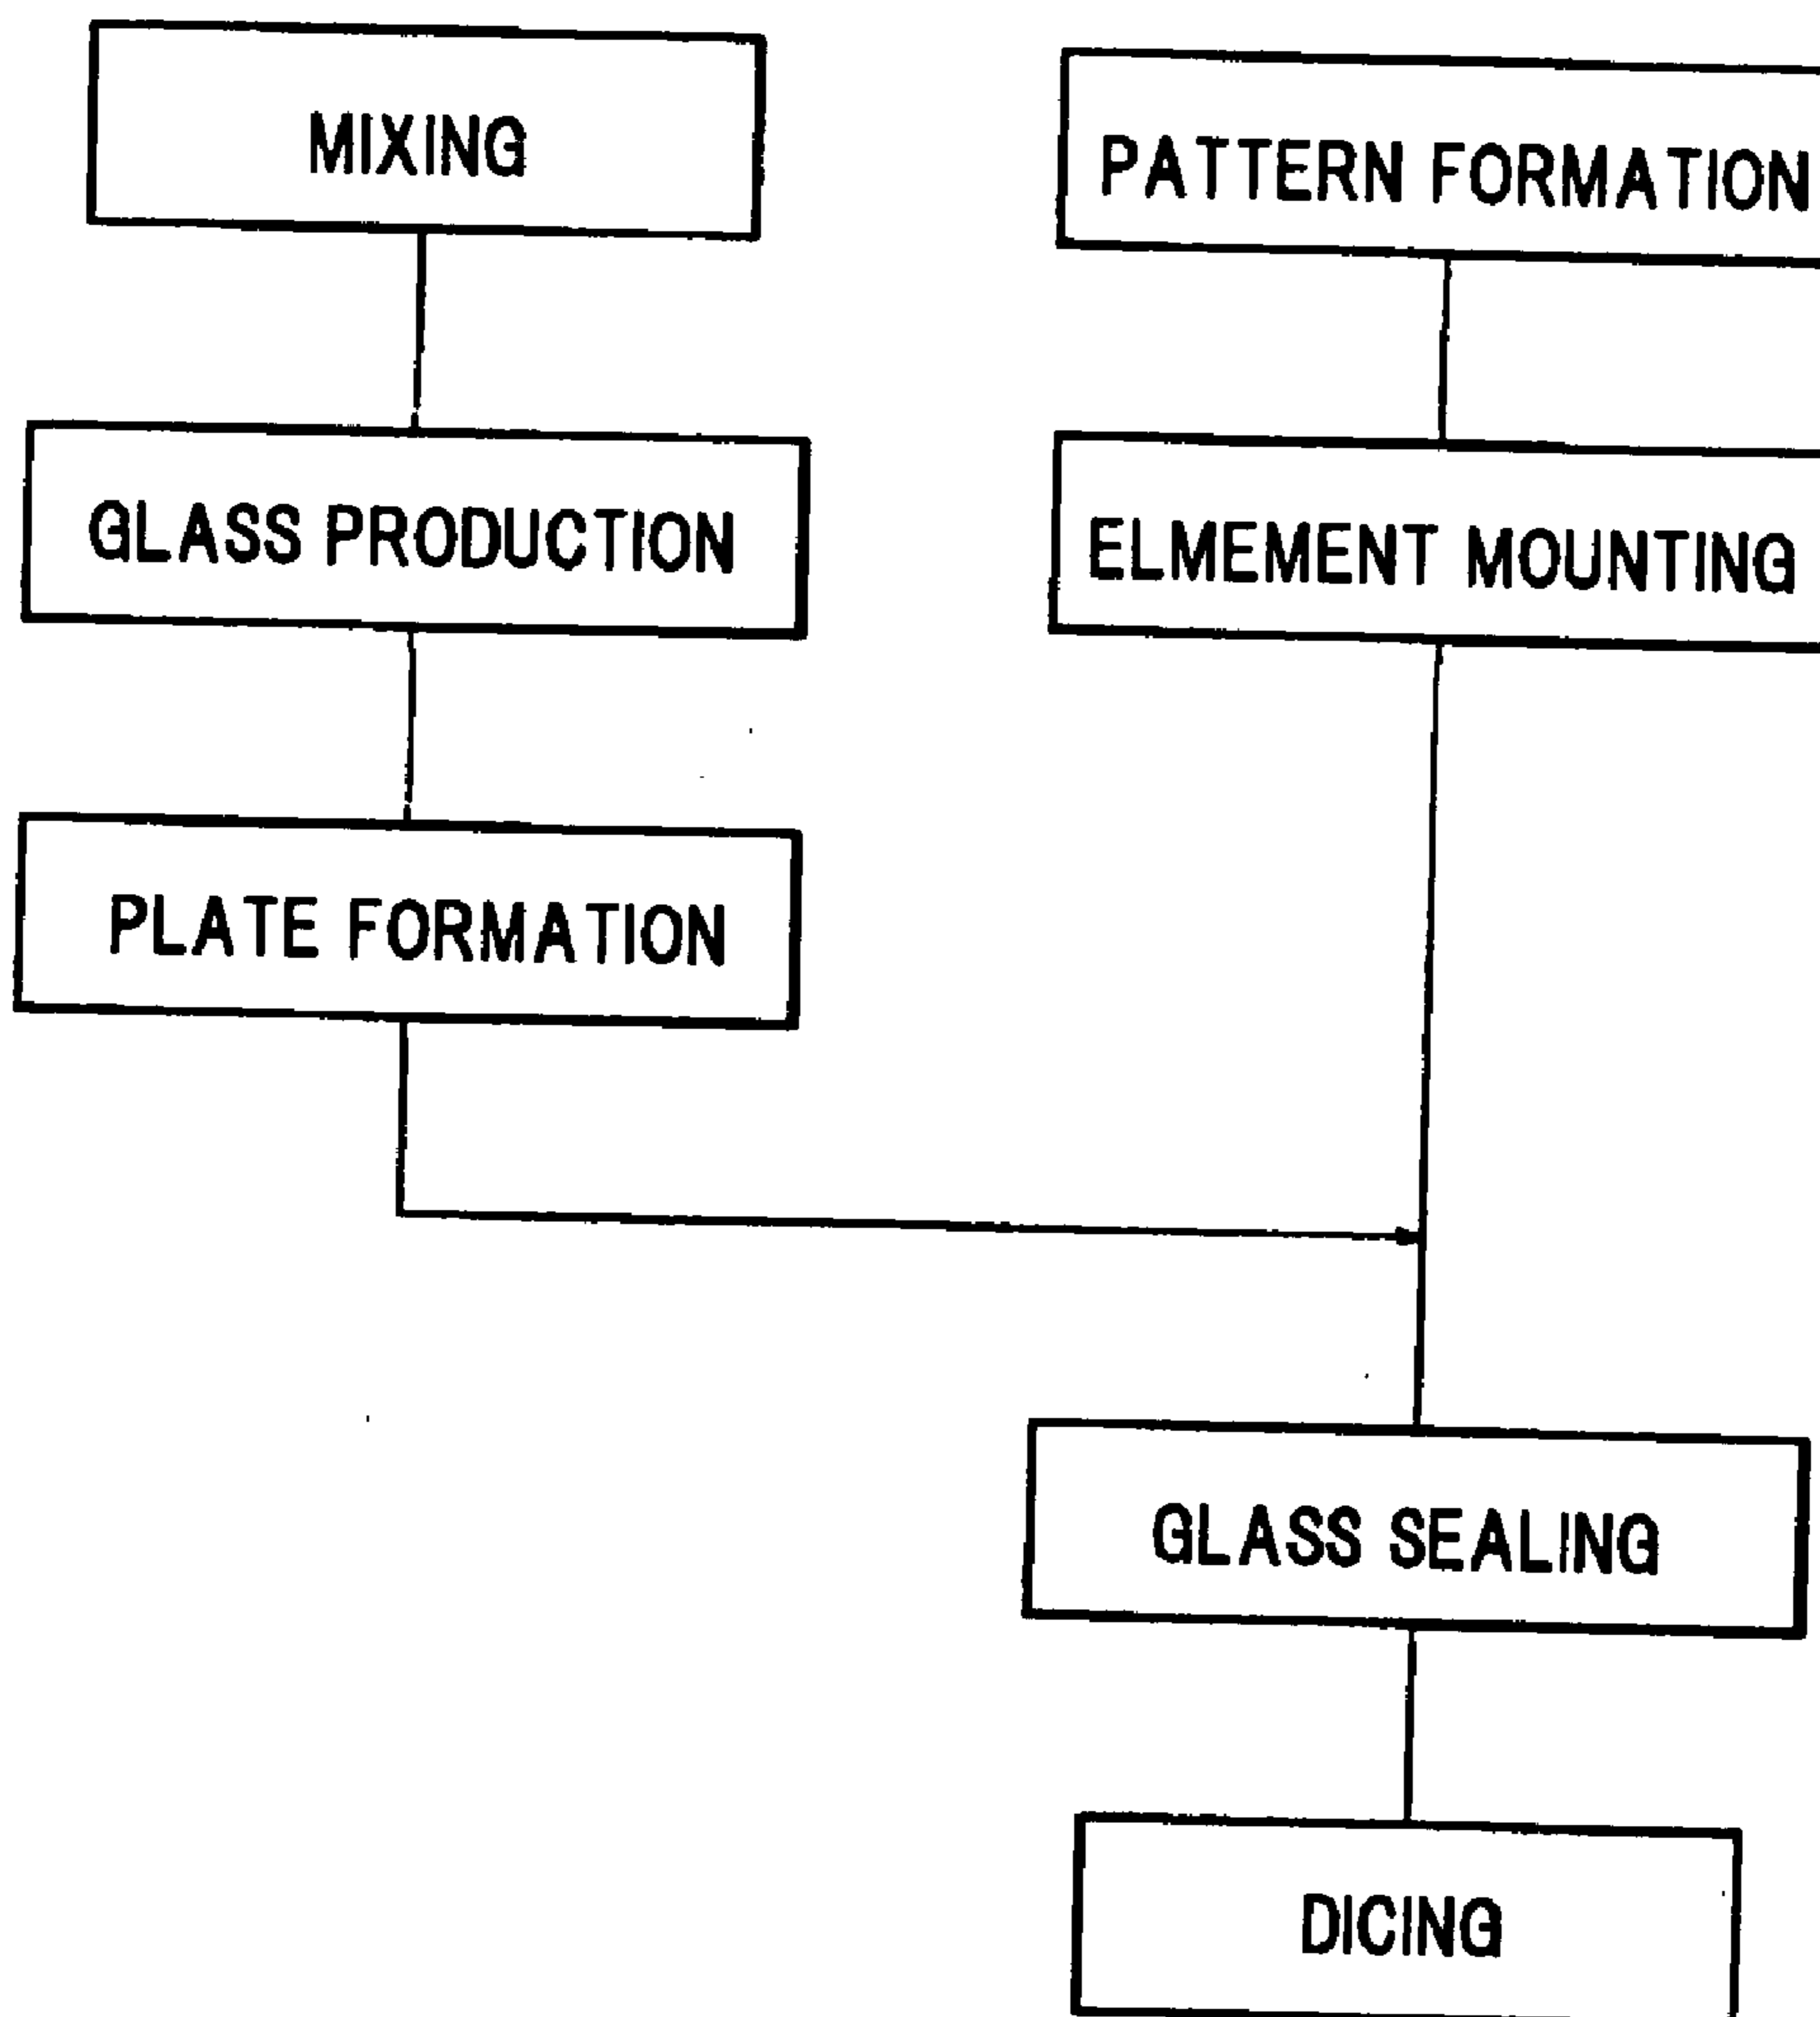 MIXING
GLASS PRODUCTION
PLATE FORMATION
PATTERN FORMATION
ELMEMENT MOUNTING
GLASS SEALING
DICING